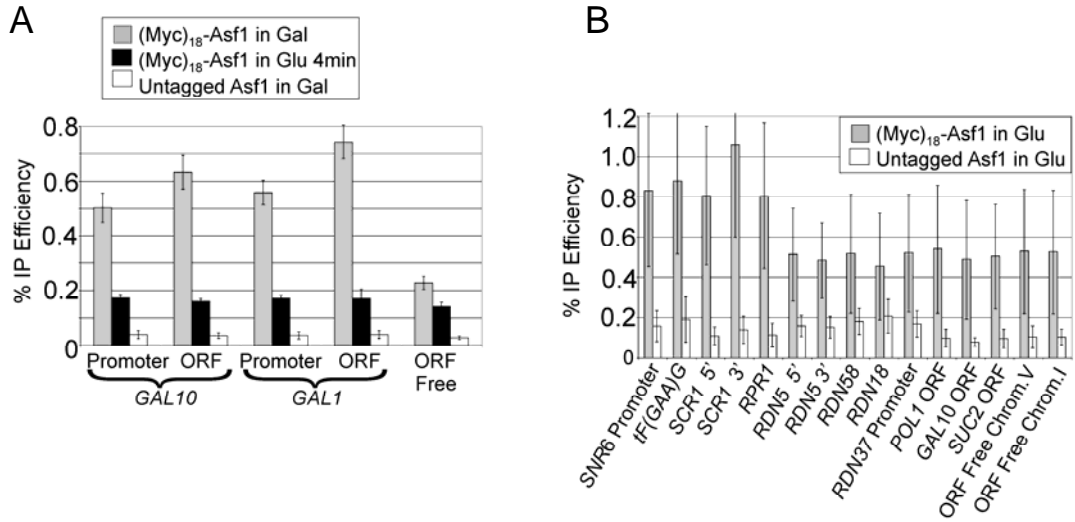 A
(Myc)18-Asf1 in Gal
(Myc)18-Asf1 in Glu 4min
Untagged Asf1 in Gal
% IP Efficiency
0.8
0.6
0.4
0.2
0
Promoter ORF Promoter ORF ORF
Free
GAL10 GAL1
B
(Myc)18-Asf1 in Glu
Untagged Asf1 in Glu
% IP Efficiency
1.2
1.0
0.8
0.6
0.4
0.2
0
SNR6 Promoter
tF(GAA)G
SCR1 5'
SCR1 3'
RPR1
RDN5 5'
RDN5 3'
RDN58
RDN18
RDN37 Promoter
POL1 ORF
GAL10 ORF
SUC2 ORF
ORF Free Chrom.V
ORF Free Chrom.I